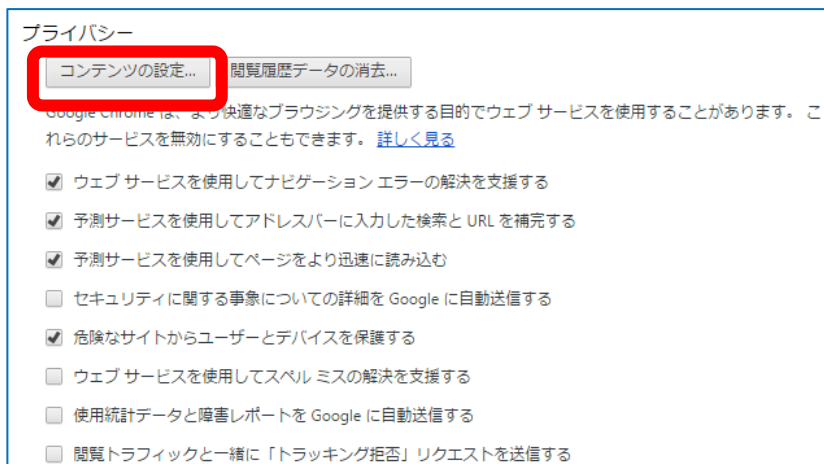 プライバシー
コンテンツの設定... 閲覧履歴データの消去...
Google Chrome は、より快適なブラウジングを提供する目的でウェブ サービスを使用することがあります。 こ
れらのサービスを無効にすることもできます。 詳しく見る
ウェブ サービスを使用してナビゲーション エラーの解決を支援する
予測サービスを使用してアドレスバーに入力した検索と URL を補完する
予測サービスを使用してページをより迅速に読み込む
セキュリティに関する事象についての詳細を Google に自動送信する
危険なサイトからユーザーとデバイスを保護する
ウェブ サービスを使用してスペル ミスの解決を支援する
使用統計データと障害レポートを Google に自動送信する
閲覧トラフィックと一緒に「トラッキング拒否」リクエストを送信する